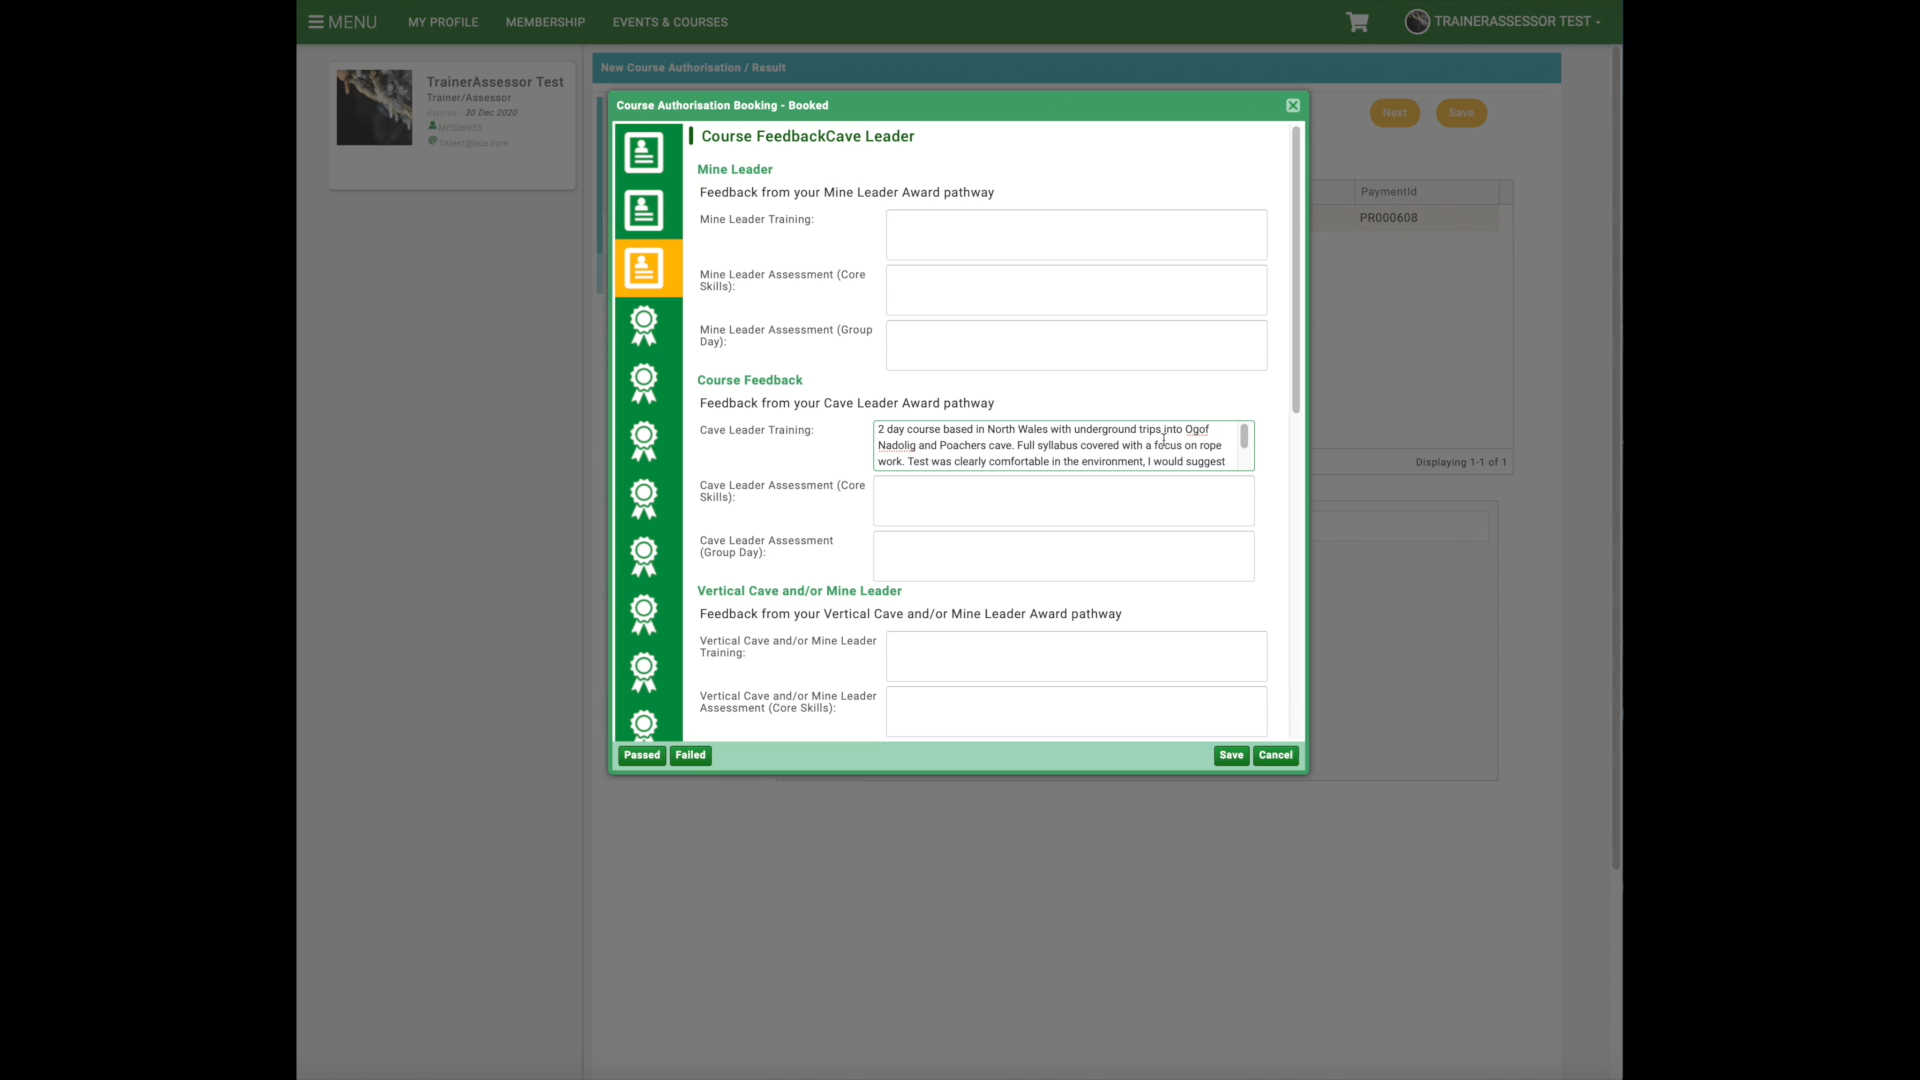 MENU
MY PROFILE
MEMBERSHIP
EVENTS & COURSES
TRAINERASSESSOR TEST
TrainerAssessor Test
Trainer/Assessor
Expires - 30 Dec 2020
ME006935
TAtest@bca.com
New Course Authorisation / Result
Next
Save
PaymentId
PR000608
Displaying 1-1 of 1
Course Authorisation Booking - Booked
Course FeedbackCave Leader
Mine Leader
Feedback from your Mine Leader Award pathway
Mine Leader Training:
Mine Leader Assessment (Core
Skills):
Mine Leader Assessment (Group
Day):
Course Feedback
Feedback from your Cave Leader Award pathway
Cave Leader Training:
2 day course based in North Wales with underground trips into Ogof
Nadolig and Poachers cave. Full syllabus covered with a focus on rope
work. Test was clearly comfortable in the environment, I would suggest
Cave Leader Assessment (Core
Skills):
Cave Leader Assessment
(Group Day):
Vertical Cave and/or Mine Leader
Feedback from your Vertical Cave and/or Mine Leader Award pathway
Vertical Cave and/or Mine Leader
Training:
Vertical Cave and/or Mine Leader
Assessment (Core Skills):
Passed
Failed
Save
Cancel